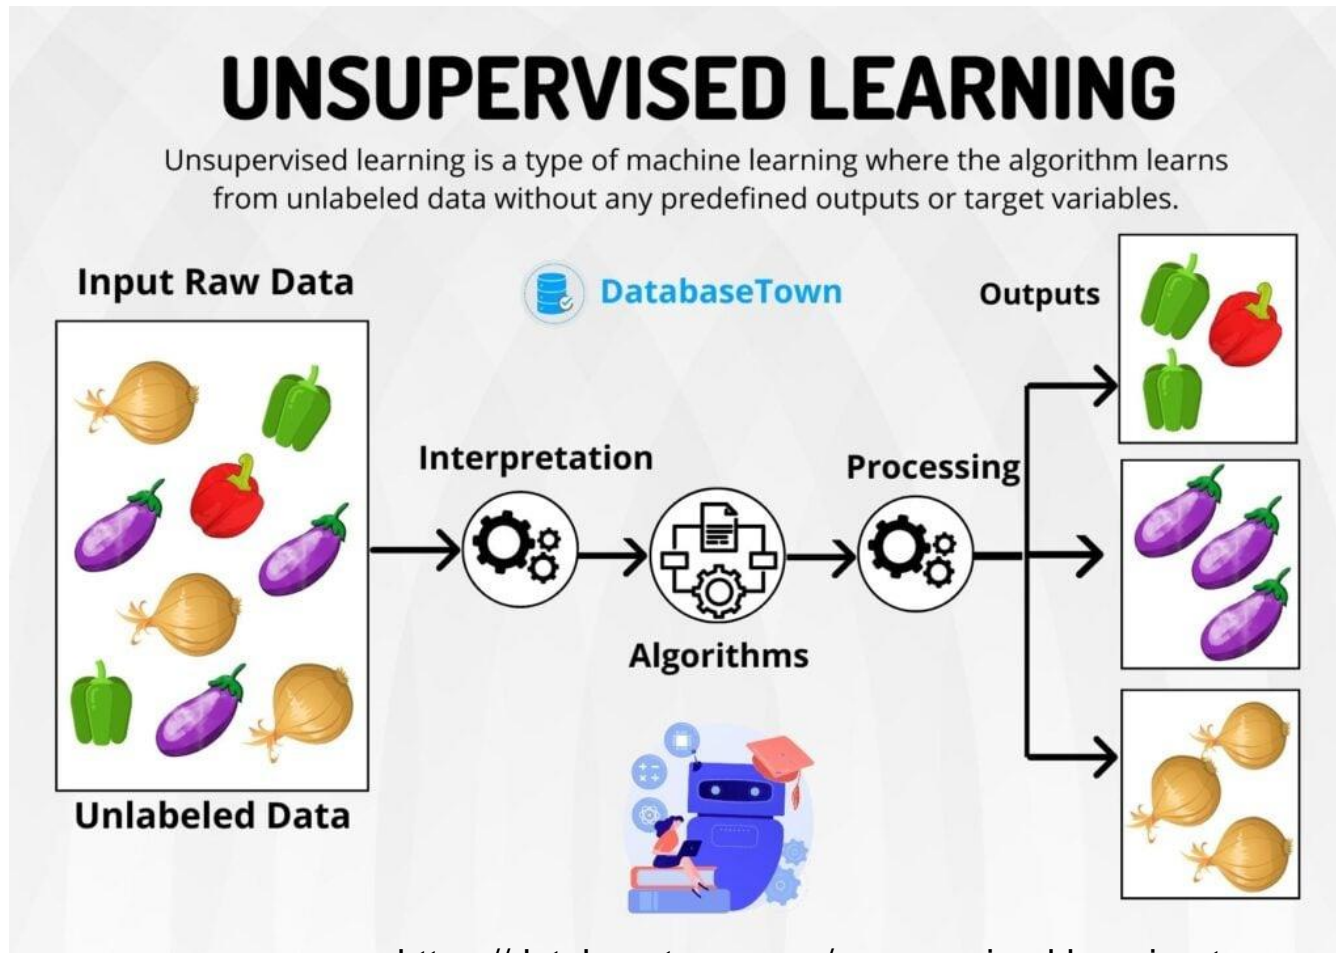 UNSUPERVISED LEARNING
Unsupervised learning is a type of machine learning where the algorithm learns
from unlabeled data without any predefined outputs or target variables.
Input Raw Data
DatabaseTown
Outputs
Interpretation
Processing
Algorithms
Unlabeled Data